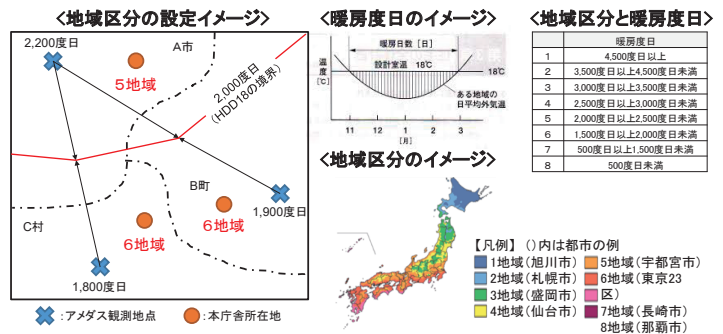 <地域区分の設定イメージ>
2,200度日
A市
5地域
2,000度日
(HDD18の境界)
B町
1,900度日
C村
6地域
6地域
1,800度日
:アメダス観測地点
:本庁舎所在地
<暖房度日のイメージ>
暖房日数 [日]
温度
[℃]
設計室温 18℃
18℃
ある地域の
日平均外気温
11 12 1 2 3
[月]
<地域区分のイメージ>
【凡例】 ()内は都市の例
1地域(旭川市)
2地域(札幌市)
3地域(盛岡市)
4地域(仙台市)
5地域(宇都宮市)
6地域(東京23
区)
7地域(長崎市)
8地域(那覇市)
<地域区分と暖房度日>
暖房度日
1 4,500度日以上
2 3,500度日以上4,500度日未満
3 3,000度日以上3,500度日未満
4 2,500度日以上3,000度日未満
5 2,000度日以上2,500度日未満
6 1,500度日以上2,000度日未満
7 500度日以上1,500度日未満
8 500度日未満